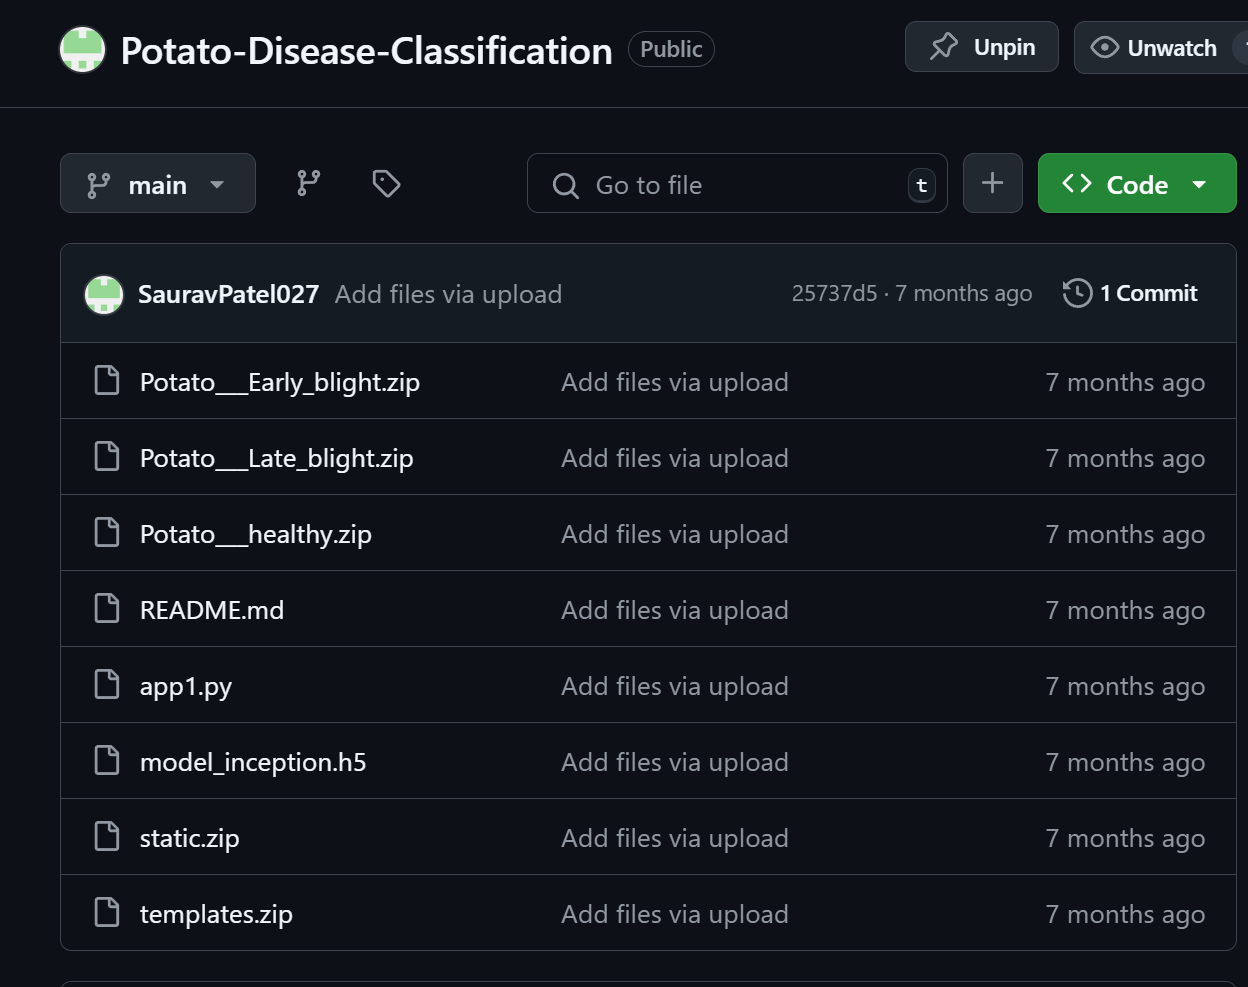 Potato-Disease-Classification Public Unpin Unwatch
main Go to file t Code
SauravPatel027 Add files via upload 25737d5 · 7 months ago 1 Commit
Potato___Early_blight.zip Add files via upload 7 months ago
Potato___Late_blight.zip Add files via upload 7 months ago
Potato___healthy.zip Add files via upload 7 months ago
README.md Add files via upload 7 months ago
app1.py Add files via upload 7 months ago
model_inception.h5 Add files via upload 7 months ago
static.zip Add files via upload 7 months ago
templates.zip Add files via upload 7 months ago